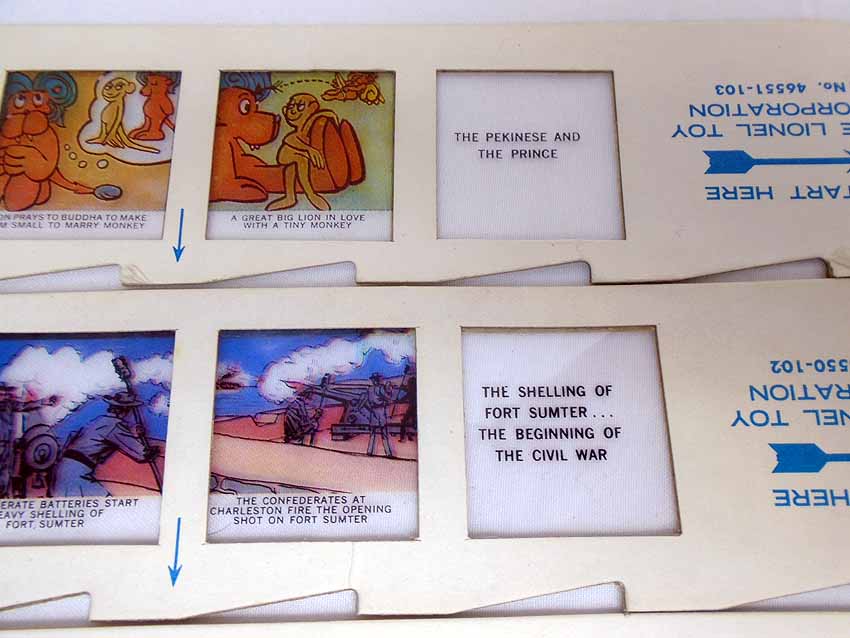 ON PRAYS TO BUDDHA TO MAKE
M SMALL TO MARRY MONKEY
A GREAT BIG LION IN LOVE
WITH A TINY MONKEY
THE PEKINESE AND
THE PRINCE
START HERE
E LIONEL TOY
ORPORATION
No. 46551-103
ERATE BATTERIES START
EAVY SHELLING OF
FORT, SUMTER
THE CONFEDERATES AT
CHARLESTON FIRE THE OPENING
SHOT ON FORT SUMTER
THE SHELLING OF
FORT SUMTER...
THE BEGINNING OF
THE CIVIL WAR
HERE
NEL TOY
RATION
550-102